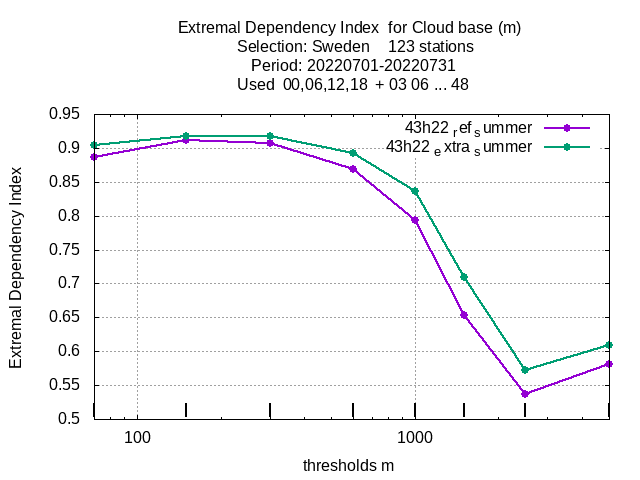 Extremal Dependency Index  for Cloud base (m)
Selection: Sweden    123 stations
Period: 20220701-20220731
Used  00,06,12,18  + 03 06 ... 48
43h22 ref summer
43h22 extra summer
0.95
0.9
0.85
0.8
0.75
0.7
0.65
0.6
0.55
0.5
100
1000
Extremal Dependency Index
thresholds m